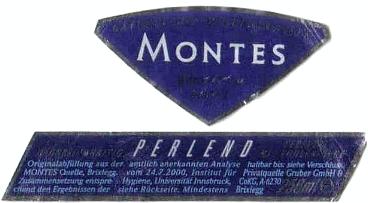 MONTES
PERLEND
Originalabfüllung aus der amtlich anerkannten Analyse haltbar bis: siehe Verschluss.
MONTES Quelle, Brixlegg. vom 24.7.2000, Institut für Privatquelle Gruber GmbH &
Zusammensetzung entspre- Hygiene, Universität Innsbruck, CoKG, A-6230
chend den Ergebnissen der siehe Rückseite. Mindestens Brixlegg